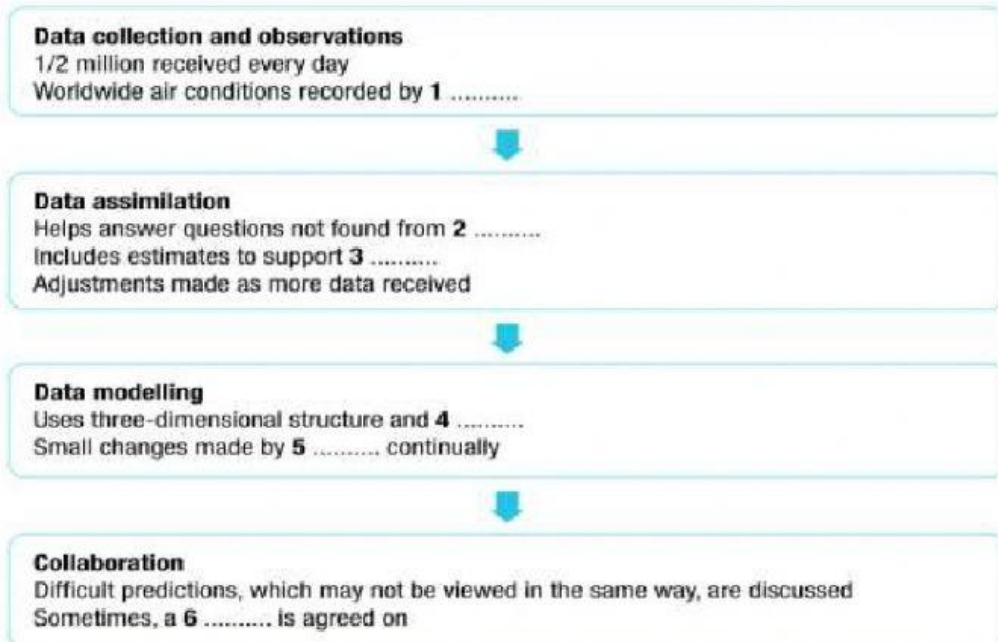 Data collection and observations
1/2 million received every day
Worldwide air conditions recorded by 1 ..........
Data assimilation
Helps answer questions not found from 2 ..........
Includes estimates to support 3 ..........
Adjustments made as more data received
Data modelling
Uses three-dimensional structure and 4 ..........
Small changes made by 5 .......... continually
Collaboration
Difficult predictions, which may not be viewed in the same way, are discussed
Sometimes, a 6 .......... is agreed on